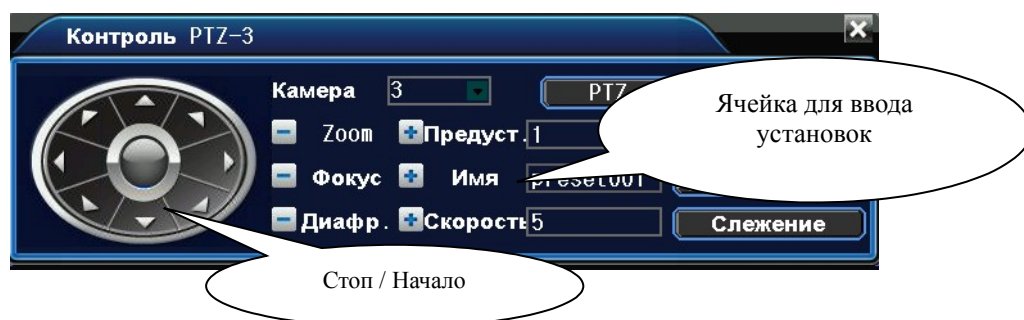 Контроль PTZ-3
Камера 3 PTZ
Ячейка для ввода
установок
Zoom Предуст. 1
Фокус Имя preset001
Диафр. Скорость 5 Слежение
Стоп / Начало